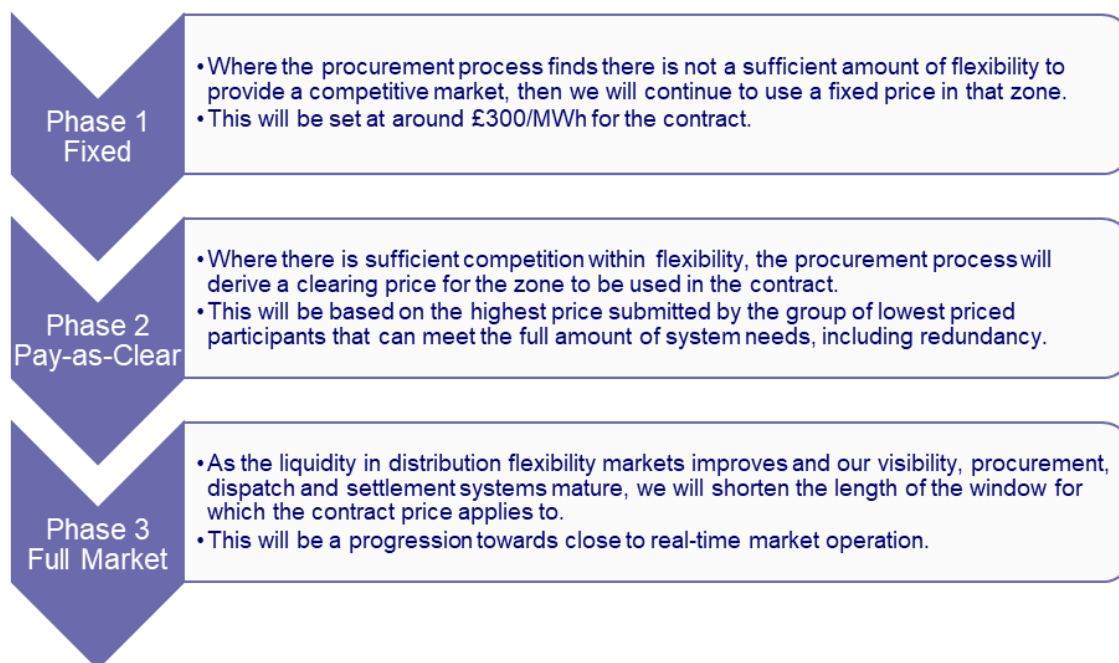 Phase 1
Fixed
•Where the procurement process finds there is not a sufficient amount of flexibility to
provide a competitive market, then we will continue to use a fixed price in that zone.
•This will be set at around £300/MWh for the contract.
Phase 2
Pay-as-Clear
•Where there is sufficient competition within flexibility, the procurement process will
derive a clearing price for the zone to be used in the contract.
•This will be based on the highest price submitted by the group of lowest priced
participants that can meet the full amount of system needs, including redundancy.
Phase 3
Full Market
•As the liquidity in distribution flexibility markets improves and our visibility, procurement,
dispatch and settlement systems mature, we will shorten the length of the window for
which the contract price applies to.
•This will be a progression towards close to real-time market operation.